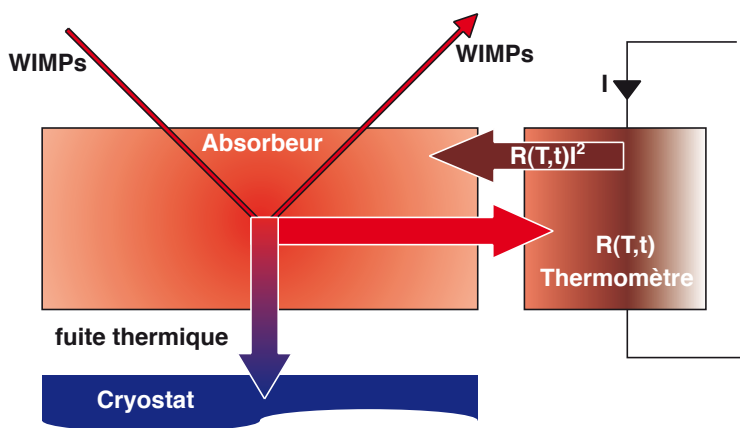 WIMPs
WIMPs
I
Absorbeur
R(T,t)I²
R(T,t)
Thermomètre
fuite thermique
Cryostat